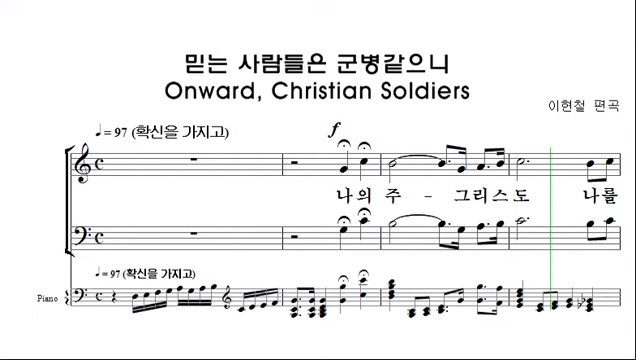 믿는 사람들은 군병같으니
Onward, Christian Soldiers
이현철 편곡
♩= 97 (확신을 가지고)
f
나의 주 - 그리스도 나를
♩= 97 (확신을 가지고)
Piano